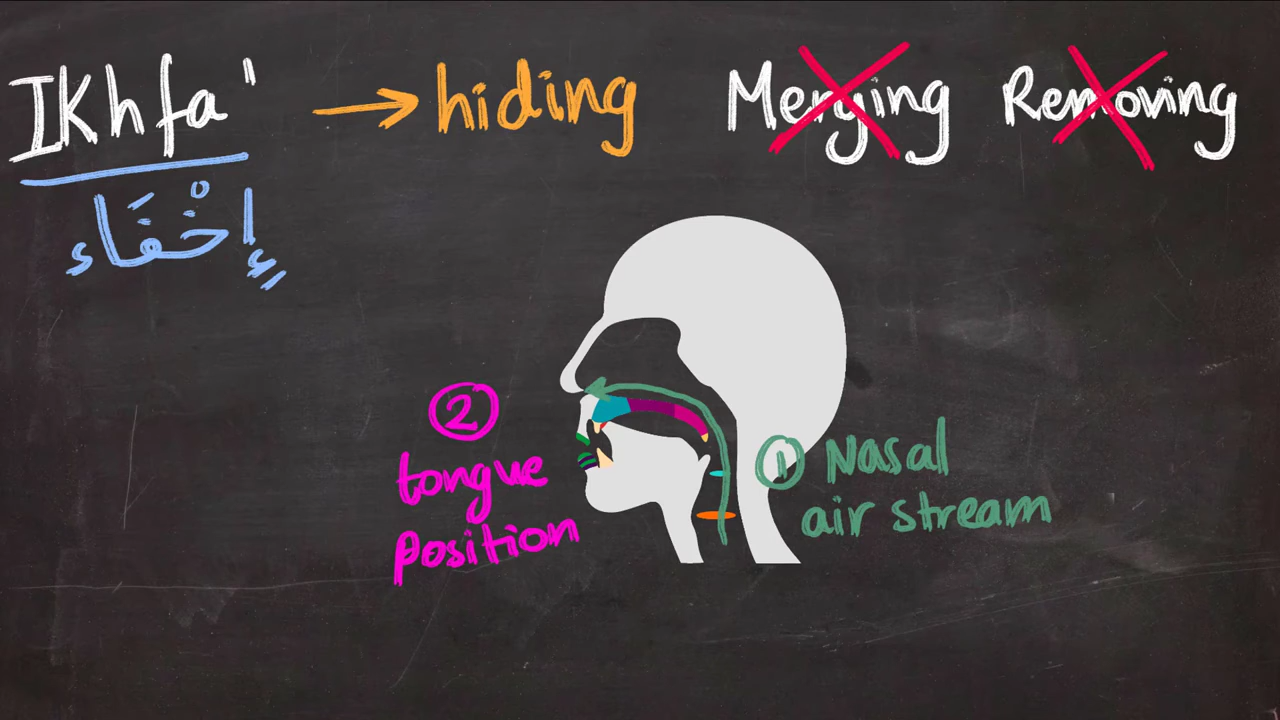 IKhfa' → hiding Merging Removing
إِخْفَاء
② tongue position
① Nasal air stream